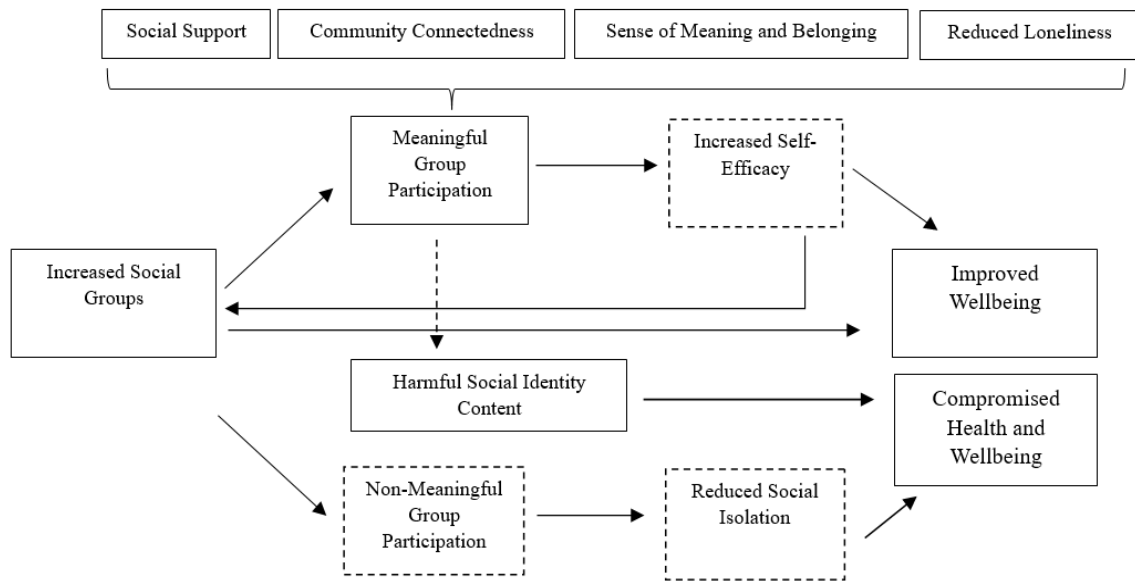 Social Support
Community Connectedness
Sense of Meaning and Belonging
Reduced Loneliness
Meaningful
Group
Participation
Increased Self-
Efficacy
Increased Social
Groups
Improved
Wellbeing
Harmful Social Identity
Content
Compromised
Health and
Wellbeing
Non-Meaningful
Group
Participation
Reduced Social
Isolation